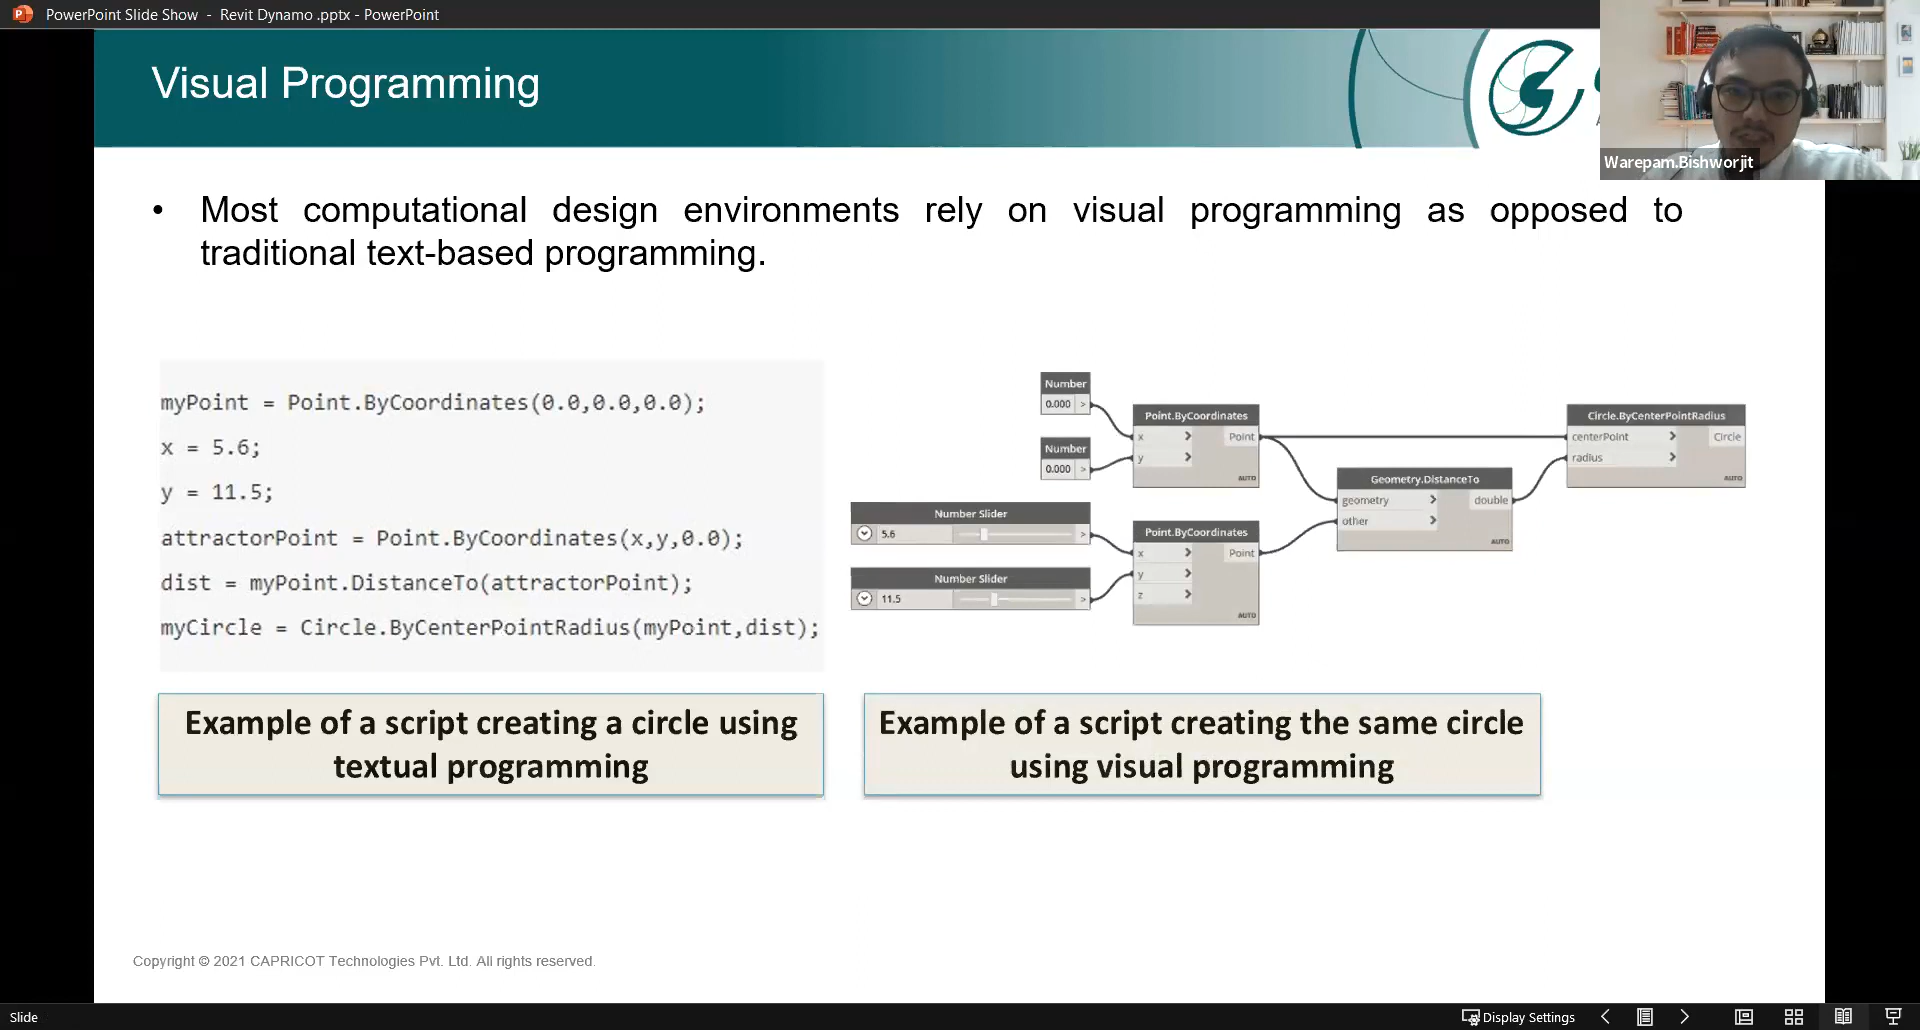 PowerPoint Slide Show - Revit Dynamo .pptx - PowerPoint
Visual Programming
Warepam.Bishworjit
• Most computational design environments rely on visual programming as opposed to
traditional text-based programming.
myPoint = Point.ByCoordinates(0.0,0.0,0.0);
x = 5.6;
y = 11.5;
attractorPoint = Point.ByCoordinates(x,y,0.0);
dist = myPoint.DistanceTo(attractorPoint);
myCircle = Circle.ByCenterPointRadius(myPoint,dist);
Number
0.000 >
Number
0.000 >
Point.ByCoordinates
x > Point
y >
AUTO
Number Slider
5.6 >
Number Slider
11.5 >
Point.ByCoordinates
x > Point
y >
z >
AUTO
Geometry.DistanceTo
geometry > double
other >
AUTO
Circle.ByCenterPointRadius
centerPoint > Circle
radius >
AUTO
Example of a script creating a circle using
textual programming
Example of a script creating the same circle
using visual programming
Copyright © 2021 CAPRICOT Technologies Pvt. Ltd. All rights reserved.
Slide
Display Settings